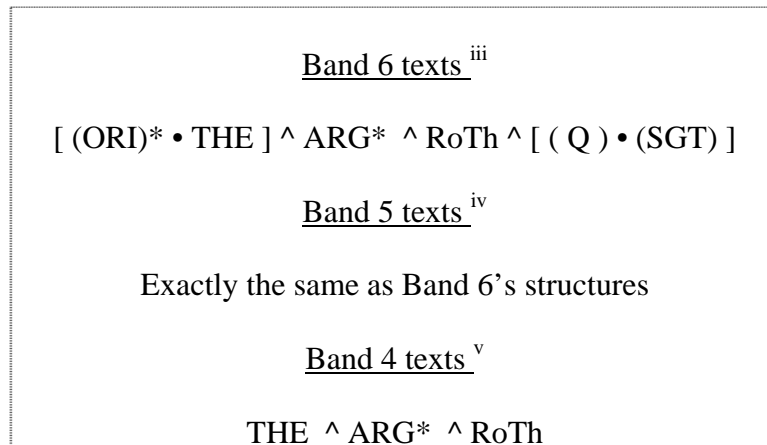 Band 6 texts iii
[ (ORI)* • THE ] ^ ARG* ^ RoTh ^ [ ( Q ) • (SGT) ]
Band 5 texts iv
Exactly the same as Band 6's structures
Band 4 texts v
THE ^ ARG* ^ RoTh